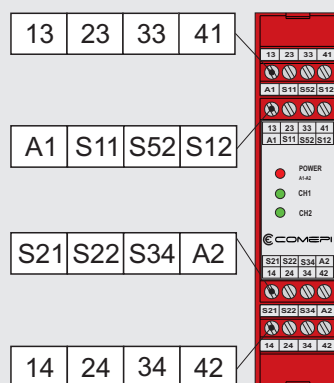 13 23 33 41
13 23 33 41
A1 S11 S52 S12
A1 S11 S52 S12
13 23 33 41
A1 S11 S52 S12
POWER
A1-A2
CH1
CH2
COMEPI
S21 S22 S34 A2
S21 S22 S34 A2
14 24 34 42
S21 S22 S34 A2
14 24 34 42
14 24 34 42